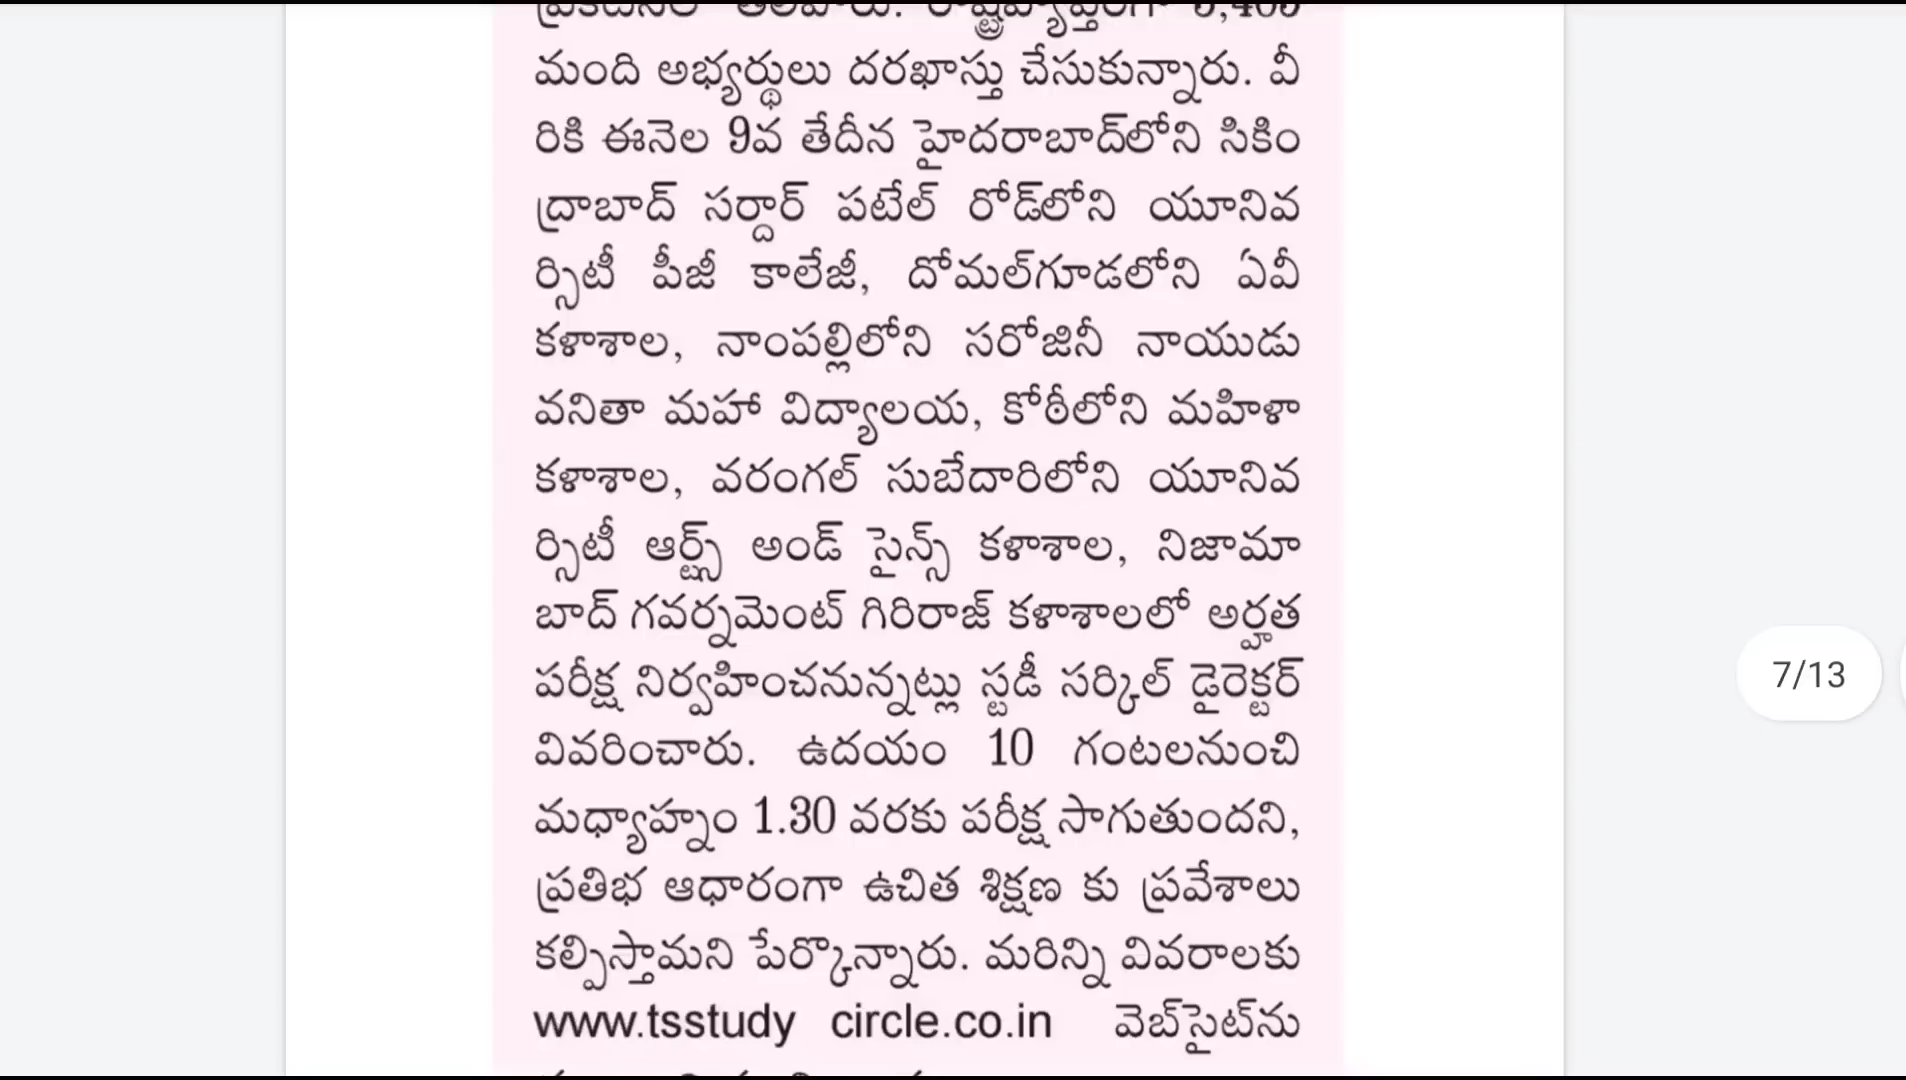 మంది అభ్యర్థులు దరఖాస్తు చేసుకున్నారు. వీ
రికి ఈనెల 9వ తేదీన హైదరాబాద్‌లోని సికిం
ద్రాబాద్ సర్దార్ పటేల్ రోడ్‌లోని యూనివ
ర్సిటీ పీజీ కాలేజీ, దోమల్‌గూడలోని ఏవీ
కళాశాల, నాంపల్లిలోని సరోజినీ నాయుడు
వనితా మహా విద్యాలయ, కోఠీలోని మహిళా
కళాశాల, వరంగల్ సుబేదారిలోని యూనివ
ర్సిటీ ఆర్ట్స్ అండ్ సైన్స్ కళాశాల, నిజామా
బాద్ గవర్నమెంట్ గిరిరాజ్ కళాశాలలో అర్హత
పరీక్ష నిర్వహించనున్నట్లు స్టడీ సర్కిల్ డైరెక్టర్
వివరించారు. ఉదయం 10 గంటలనుంచి
మధ్యాహ్నం 1.30 వరకు పరీక్ష సాగుతుందని,
ప్రతిభ ఆధారంగా ఉచిత శిక్షణ కు ప్రవేశాలు
కల్పిస్తామని పేర్కొన్నారు. మరిన్ని వివరాలకు
www.tsstudy circle.co.in వెబ్‌సైట్‌ను
7/13